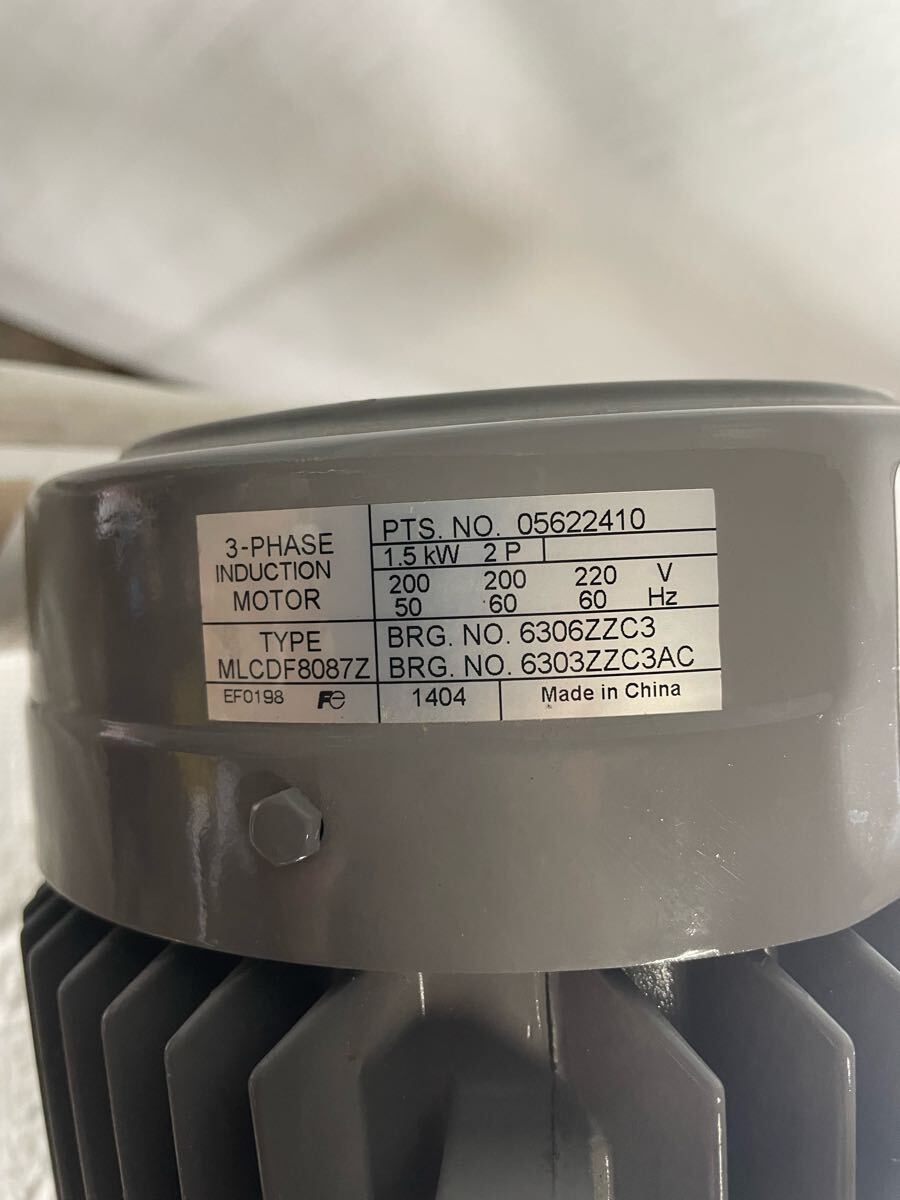 3-PHASE
INDUCTION
MOTOR
PTS. NO. 05622410
1.5 kW 2 P
200 200 220 V
50 60 60 Hz
TYPE
MLCDF8087Z
BRG. NO. 6306ZZC3
BRG. NO. 6303ZZC3AC
EF0198 Fe
1404
Made in China